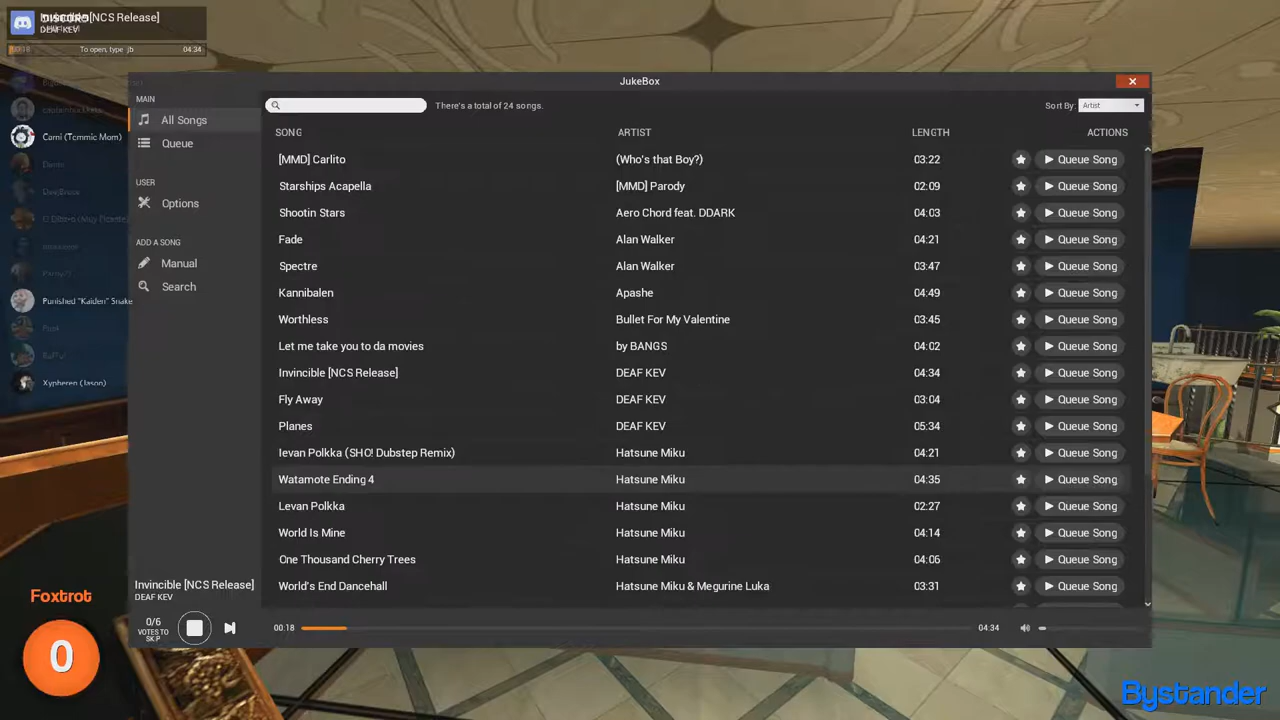 [NCS Release]
DEAF KEV
To open, type jb
04:34
JukeBox
MAIN
All Songs
Queue
USER
Options
ADD A SONG
Manual
Search
There's a total of 24 songs.
Sort By: Artist
SONG ARTIST LENGTH ACTIONS
[MMD] Carlito (Who's that Boy?) 03:22 Queue Song
Starships Acapella [MMD] Parody 02:09 Queue Song
Shootin Stars Aero Chord feat. DDARK 04:03 Queue Song
Fade Alan Walker 04:21 Queue Song
Spectre Alan Walker 03:47 Queue Song
Kannibalen Apashe 04:49 Queue Song
Worthless Bullet For My Valentine 03:45 Queue Song
Let me take you to da movies by BANGS 04:02 Queue Song
Invincible [NCS Release] DEAF KEV 04:34 Queue Song
Fly Away DEAF KEV 03:04 Queue Song
Planes DEAF KEV 05:34 Queue Song
Ievan Polkka (SHO! Dubstep Remix) Hatsune Miku 04:21 Queue Song
Watamote Ending 4 Hatsune Miku 04:35 Queue Song
Levan Polkka Hatsune Miku 02:27 Queue Song
World Is Mine Hatsune Miku 04:14 Queue Song
One Thousand Cherry Trees Hatsune Miku 04:06 Queue Song
World's End Dancehall Hatsune Miku & Megurine Luka 03:31 Queue Song
Punished "Kaiden" Snake
Xypheren (Jason)
Invincible [NCS Release]
DEAF KEV
0/6
VOTES TO
SKIP
00:18 04:34
Foxtrot
0
Bystander